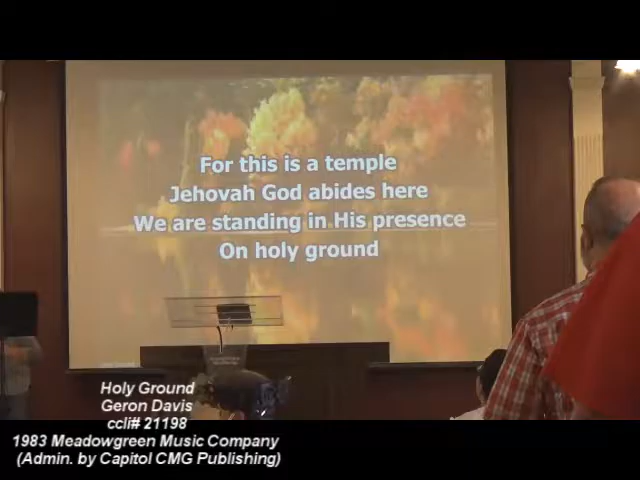 For this is a temple
Jehovah God abides here
We are standing in His presence
On holy ground
Holy Ground
Geron Davis
ccli# 21198
1983 Meadowgreen Music Company
(Admin. by Capitol CMG Publishing)